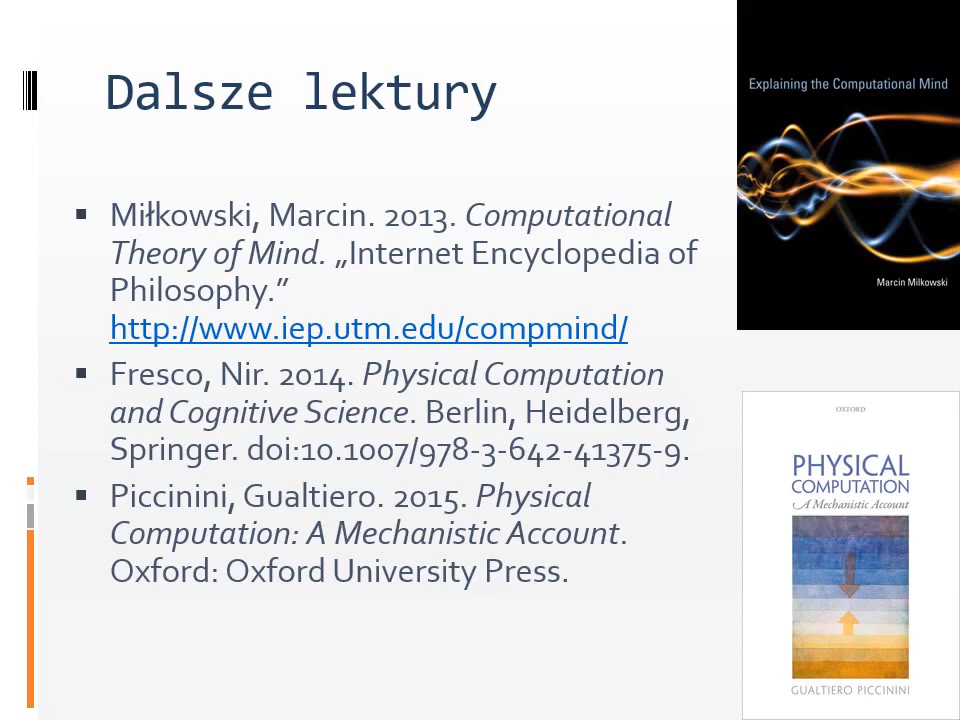 Dalsze lektury
▪ Miłkowski, Marcin. 2013. Computational
Theory of Mind. „Internet Encyclopedia of
Philosophy.”
http://www.iep.utm.edu/compmind/
▪ Fresco, Nir. 2014. Physical Computation
and Cognitive Science. Berlin, Heidelberg,
Springer. doi:10.1007/978-3-642-41375-9.
▪ Piccinini, Gualtiero. 2015. Physical
Computation: A Mechanistic Account.
Oxford: Oxford University Press.
Explaining the Computational Mind
Marcin Milkowski
OXFORD
PHYSICAL
COMPUTATION
A Mechanistic Account
GUALTIERO PICCININI